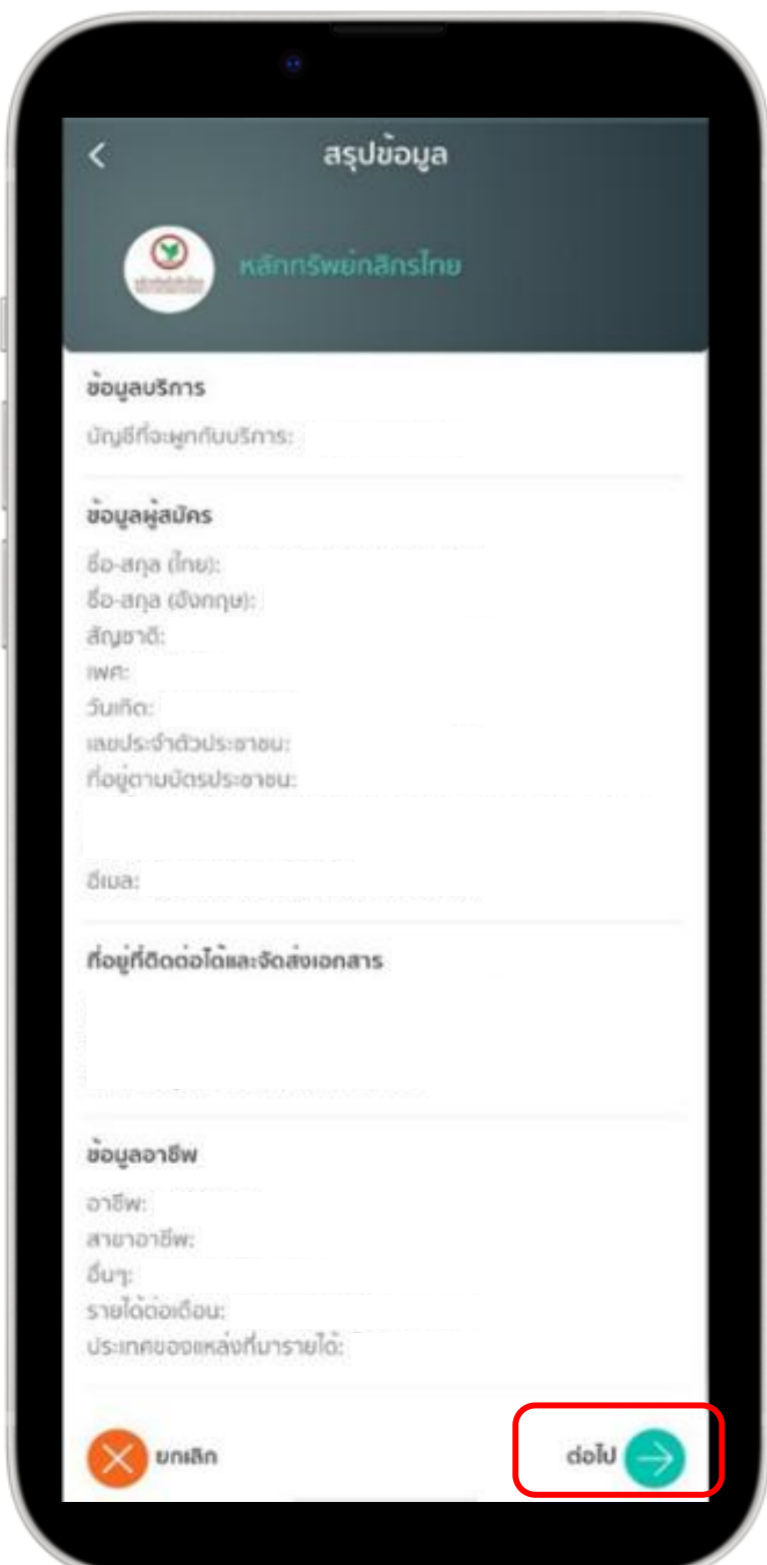 สรุปข้อมูล
หลักทรัพย์กสิกรไทย
ข้อมูลบริการ
บัญชีที่จะผูกกับบริการ:
ข้อมูลผู้สมัคร
ชื่อ-สกุล (ไทย):
ชื่อ-สกุล (อังกฤษ):
สัญชาติ:
เพศ:
วันเกิด:
เลขประจำตัวประชาชน:
ที่อยู่ตามบัตรประชาชน:
อีเมล:
ที่อยู่ที่ติดต่อได้และจัดส่งเอกสาร
ข้อมูลอาชีพ
อาชีพ:
สาขาอาชีพ:
อื่นๆ:
รายได้ต่อเดือน:
ประเทศของแหล่งที่มารายได้:
ยกเลิก
ต่อไป